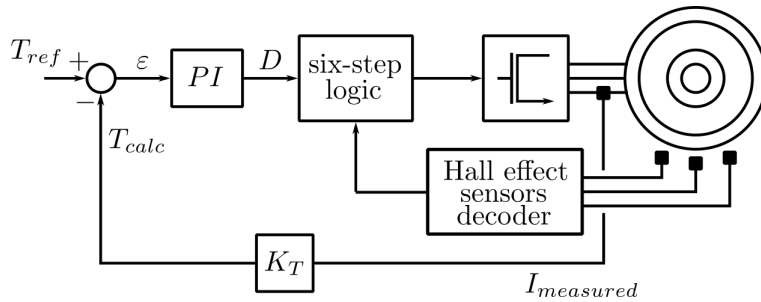 T_ref
+
−
ε
PI
D
six-step
logic
T_calc
Hall effect
sensors
decoder
K_T
I_measured